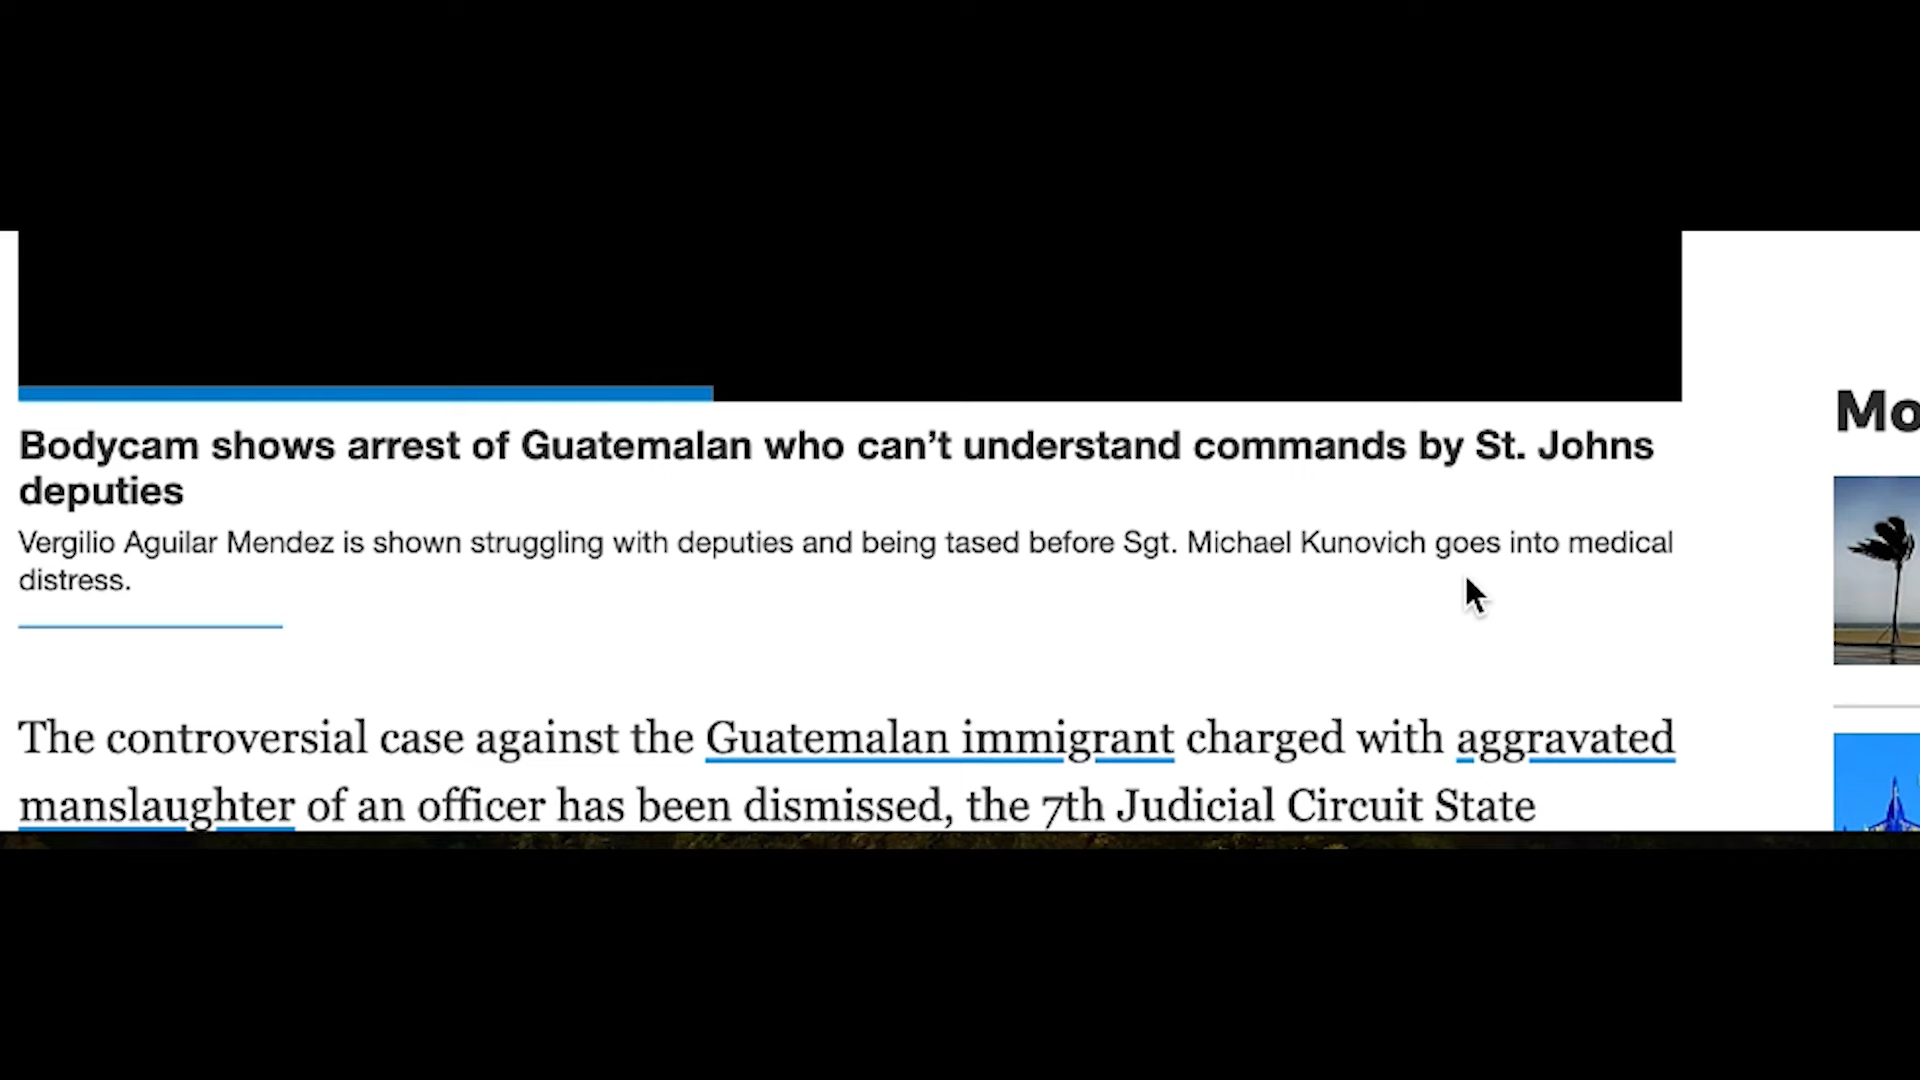 Bodycam shows arrest of Guatemalan who can’t understand commands by St. Johns
deputies
Vergilio Aguilar Mendez is shown struggling with deputies and being tased before Sgt. Michael Kunovich goes into medical
distress.
The controversial case against the Guatemalan immigrant charged with aggravated
manslaughter of an officer has been dismissed, the 7th Judicial Circuit State
Mo